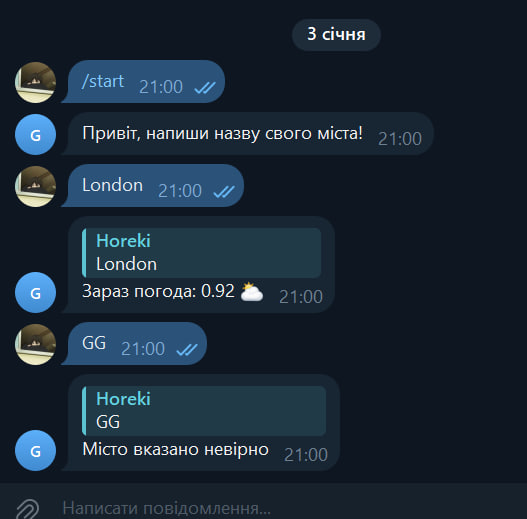 3 січня
/start 21:00
G
Привіт, напиши назву свого міста! 21:00
London 21:00
Horeki
London
G
Зараз погода: 0.92 🌥️ 21:00
GG 21:00
Horeki
GG
G
Місто вказано невірно 21:00
Написати повідомлення...